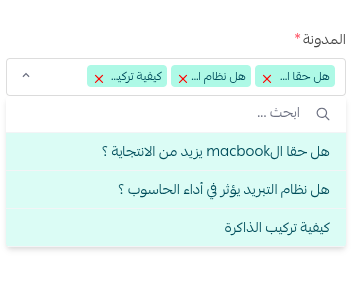 المدونة *
هل حقا ا... هل نظام ا... كيفية تركي...
ابحث ...
هل حقا الmacbook يزيد من الانتجاية ؟
هل نظام التبريد يؤثر في أداء الحاسوب ؟
كيفية تركيب الذاكرة